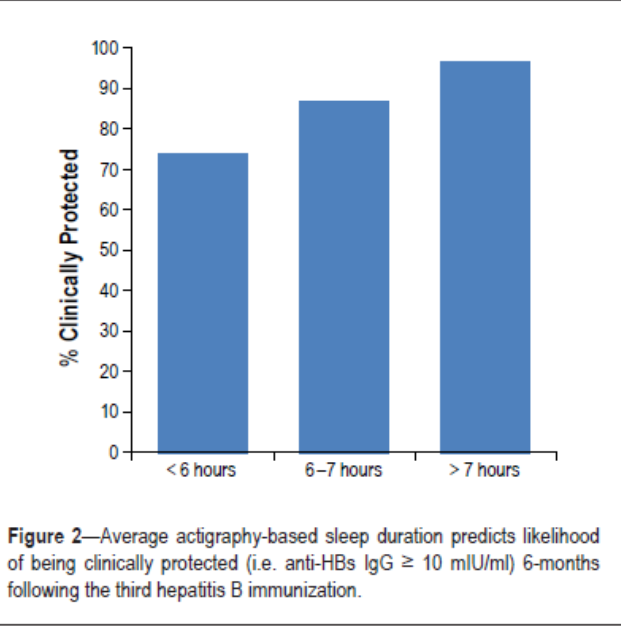 100
90
80
70
60
50
40
30
20
10
0
% Clinically Protected
< 6 hours 6–7 hours > 7 hours
Figure 2—Average actigraphy-based sleep duration predicts likelihood
of being clinically protected (i.e. anti-HBs IgG ≥ 10 mIU/ml) 6-months
following the third hepatitis B immunization.